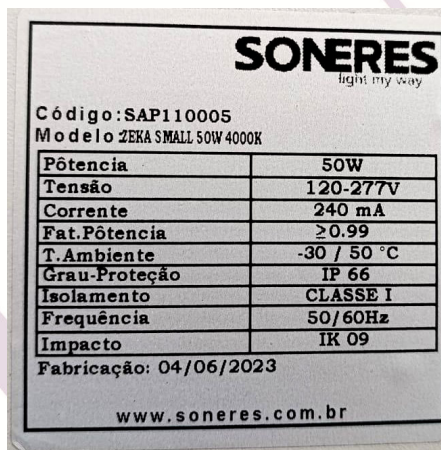 SONERES
light my way
Código:SAP110005
Modelo:ZEKA SMALL 50W 4000K
Pôtencia 50W
Tensão 120-277V
Corrente 240 mA
Fat.Pôtencia ≥0.99
T.Ambiente -30 / 50 °C
Grau-Proteção IP 66
Isolamento CLASSE I
Frequência 50/60Hz
Impacto IK 09
Fabricação: 04/06/2023
www.soneres.com.br